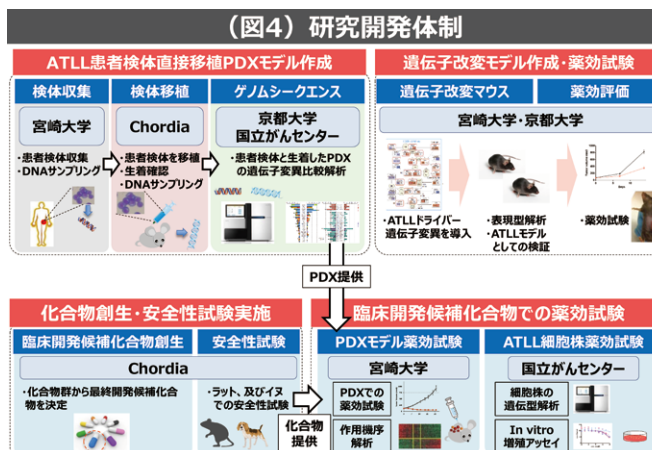 （図４）研究開発体制
ATLL患者検体直接移植PDXモデル作成
検体収集
検体移植
ゲノムシークエンス
宮崎大学
Chordia
京都大学
国立がんセンター
・患者検体収集
・DNAサンプリング
・患者検体を移植
・生着確認
・DNAサンプリング
・患者検体と生着したPDX
の遺伝子変異比較解析
遺伝子改変モデル作成・薬効試験
遺伝子改変マウス
薬効評価
宮崎大学・京都大学
・ATLLドライバー
遺伝子変異を導入
・表現型解析
・ATLLモデル
としての検証
・薬効試験
PDX提供
化合物創生・安全性試験実施
臨床開発候補化合物創生
安全性試験
Chordia
・化合物群から最終開発候補化合
物を決定
・ラット、及びイヌ
での安全性試験
化合物
提供
臨床開発候補化合物での薬効試験
PDXモデル薬効試験
ATLL細胞株薬効試験
宮崎大学
国立がんセンター
PDXでの
薬効試験
作用機序
解析
細胞株の
遺伝型解析
In vitro
増殖アッセイ